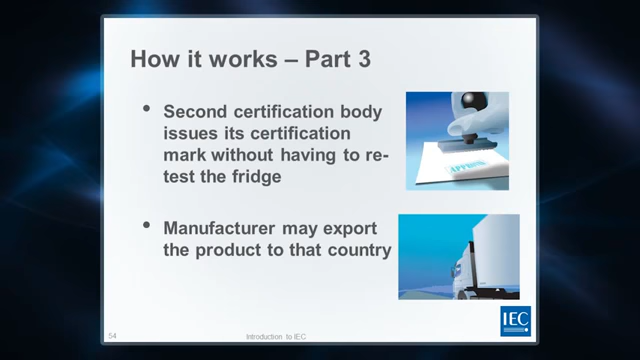 How it works – Part 3
• Second certification body
issues its certification
mark without having to re-
test the fridge
APPROVED
• Manufacturer may export
the product to that country
IEC
54
Introduction to IEC